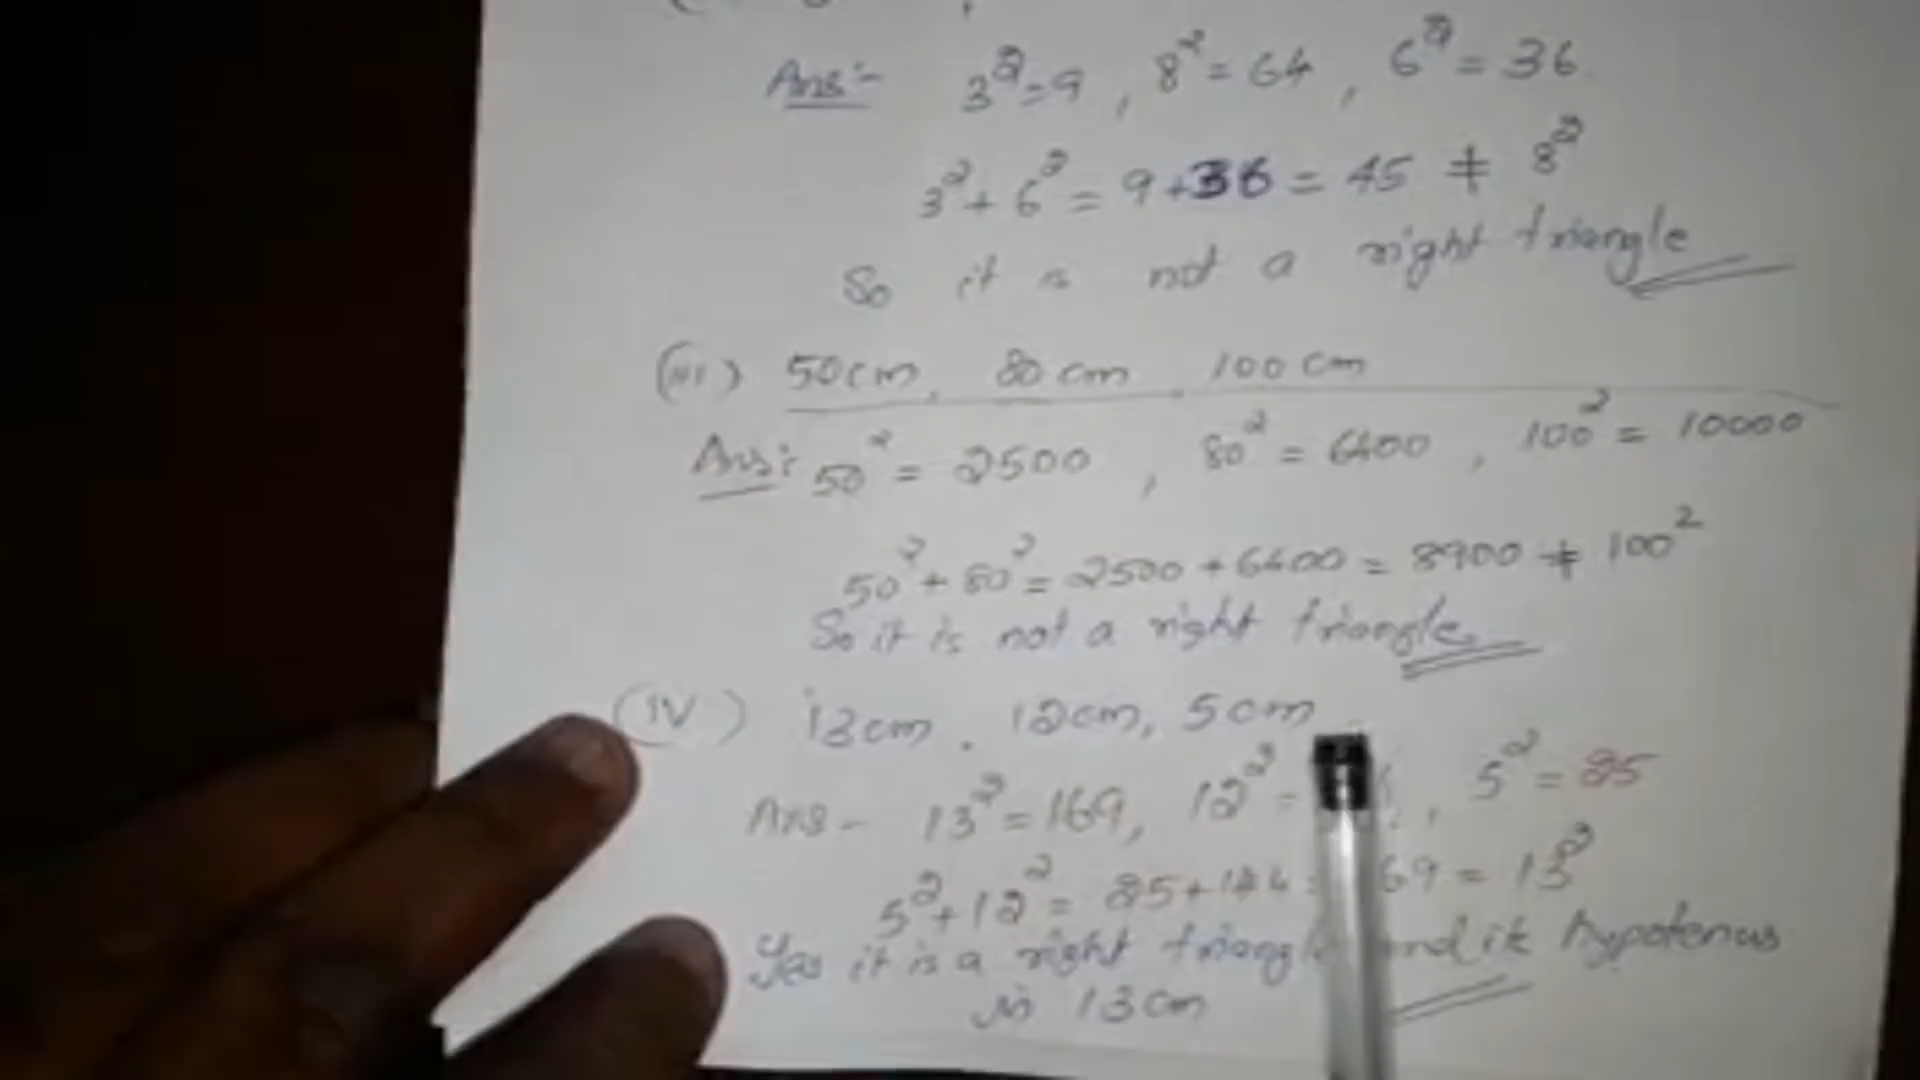 Ans:- 3² = 9, 8² = 64, 6² = 36
3² + 6² = 9 + 36 = 45 ≠ 8²
So it is not a right triangle
(iii) 50cm, 80cm, 100cm
Ans: 50² = 2500, 80² = 6400, 100² = 10000
50² + 80² = 2500 + 6400 = 8900 ≠ 100²
So it is not a right triangle.
(IV) 13cm, 12cm, 5cm
Ans- 13² = 169, 12² = , 5² = 25
5² + 12² = 25 + 144 = 69 = 13²
Yes it is a right triangl nd it hypotenus
is 13cm